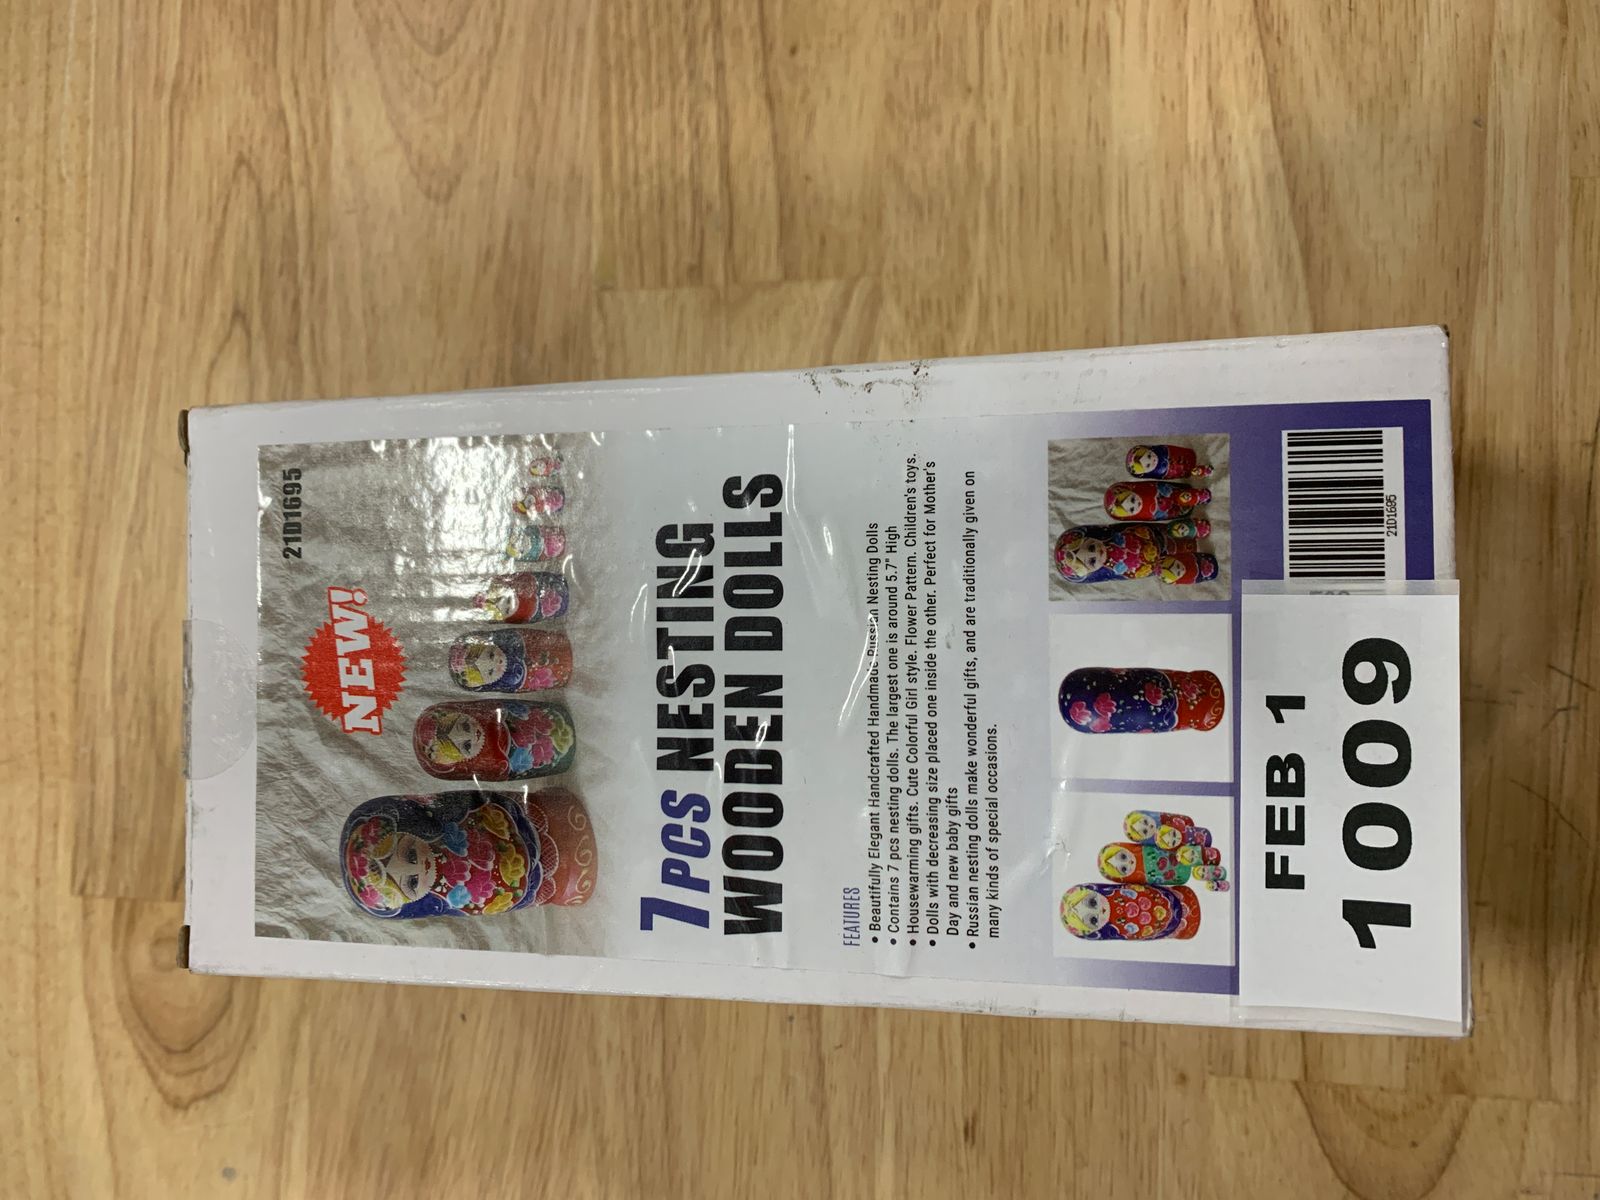 21D1695
NEW!
7 PCS NESTING
WOODEN DOLLS
FEATURES
• Beautifully Elegant Handcrafted Handmade Russian Nesting Dolls
• Contains 7 pcs nesting dolls. The largest one is around 5.7" High
• Housewarming gifts. Cute Colorful Girl style. Flower Pattern. Children's toys.
• Dolls with decreasing size placed one inside the other. Perfect for Mother's
Day and new baby gifts
• Russian nesting dolls make wonderful gifts, and are traditionally given on
many kinds of special occasions.
21D1695
FEB 1
1009